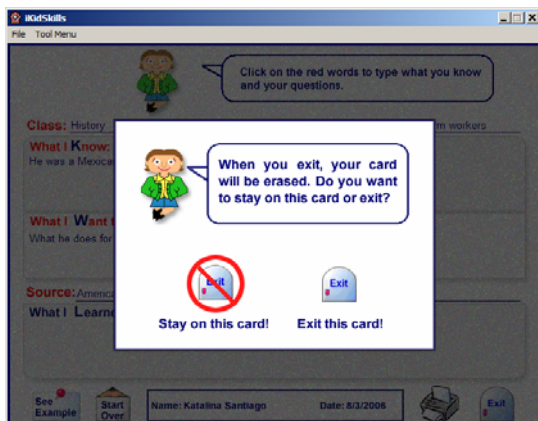 iKidSkills
File Tool Menu
Click on the red words to type what you know
and your questions.
Class: History
rm workers
What I Know:
He was a Mexica
When you exit, your card
will be erased. Do you want
to stay on this card or exit?
What I Want t
What he does for
Exit Exit
Stay on this card! Exit this card!
Source: America
What I Learne
See
Example
Start
Over
Name: Katalina Santiago Date: 8/3/2006
Exit